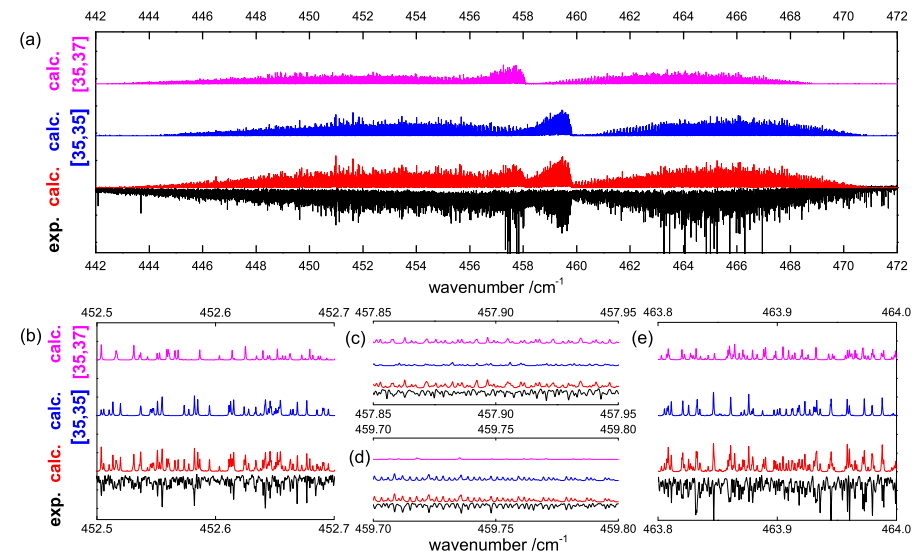 442 444 446 448 450 452 454 456 458 460 462 464 466 468 470 472
(a)
calc.
[35,37]
calc.
[35,35]
calc.
exp.
442 444 446 448 450 452 454 456 458 460 462 464 466 468 470 472
wavenumber /cm-1
(b)
452.5 452.6 452.7
calc.
[35,37]
calc.
[35,35]
calc.
exp.
452.5 452.6 452.7
457.85 457.90 457.95
(c)
457.85 457.90 457.95
459.70 459.75 459.80
(d)
459.70 459.75 459.80
wavenumber /cm-1
463.8 463.9 464.0
(e)
463.8 463.9 464.0